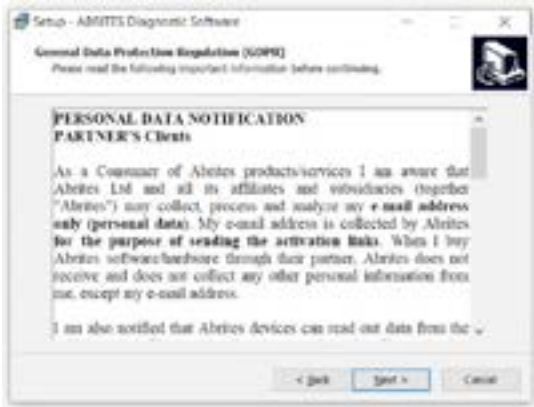 Setup - ABRITES Diagnostic Software
General Data Protection Regulation (GDPR)
Please read the following important information before continuing.
PERSONAL DATA NOTIFICATION
PARTNER'S Clients
As a Consumer of Abrites products/services I am aware that
Abrites Ltd and all its affiliates and subsidiaries (together
"Abrites") may collect, process and analyze my e-mail address
only (personal data). My e-mail address is collected by Abrites
for the purpose of sending the activation links. When I buy
Abrites software/hardware through their partner, Abrites does not
receive and does not collect any other personal information from
me, except my e-mail address.
I am also notified that Abrites devices can read out data from the
< Back
Next >
Cancel